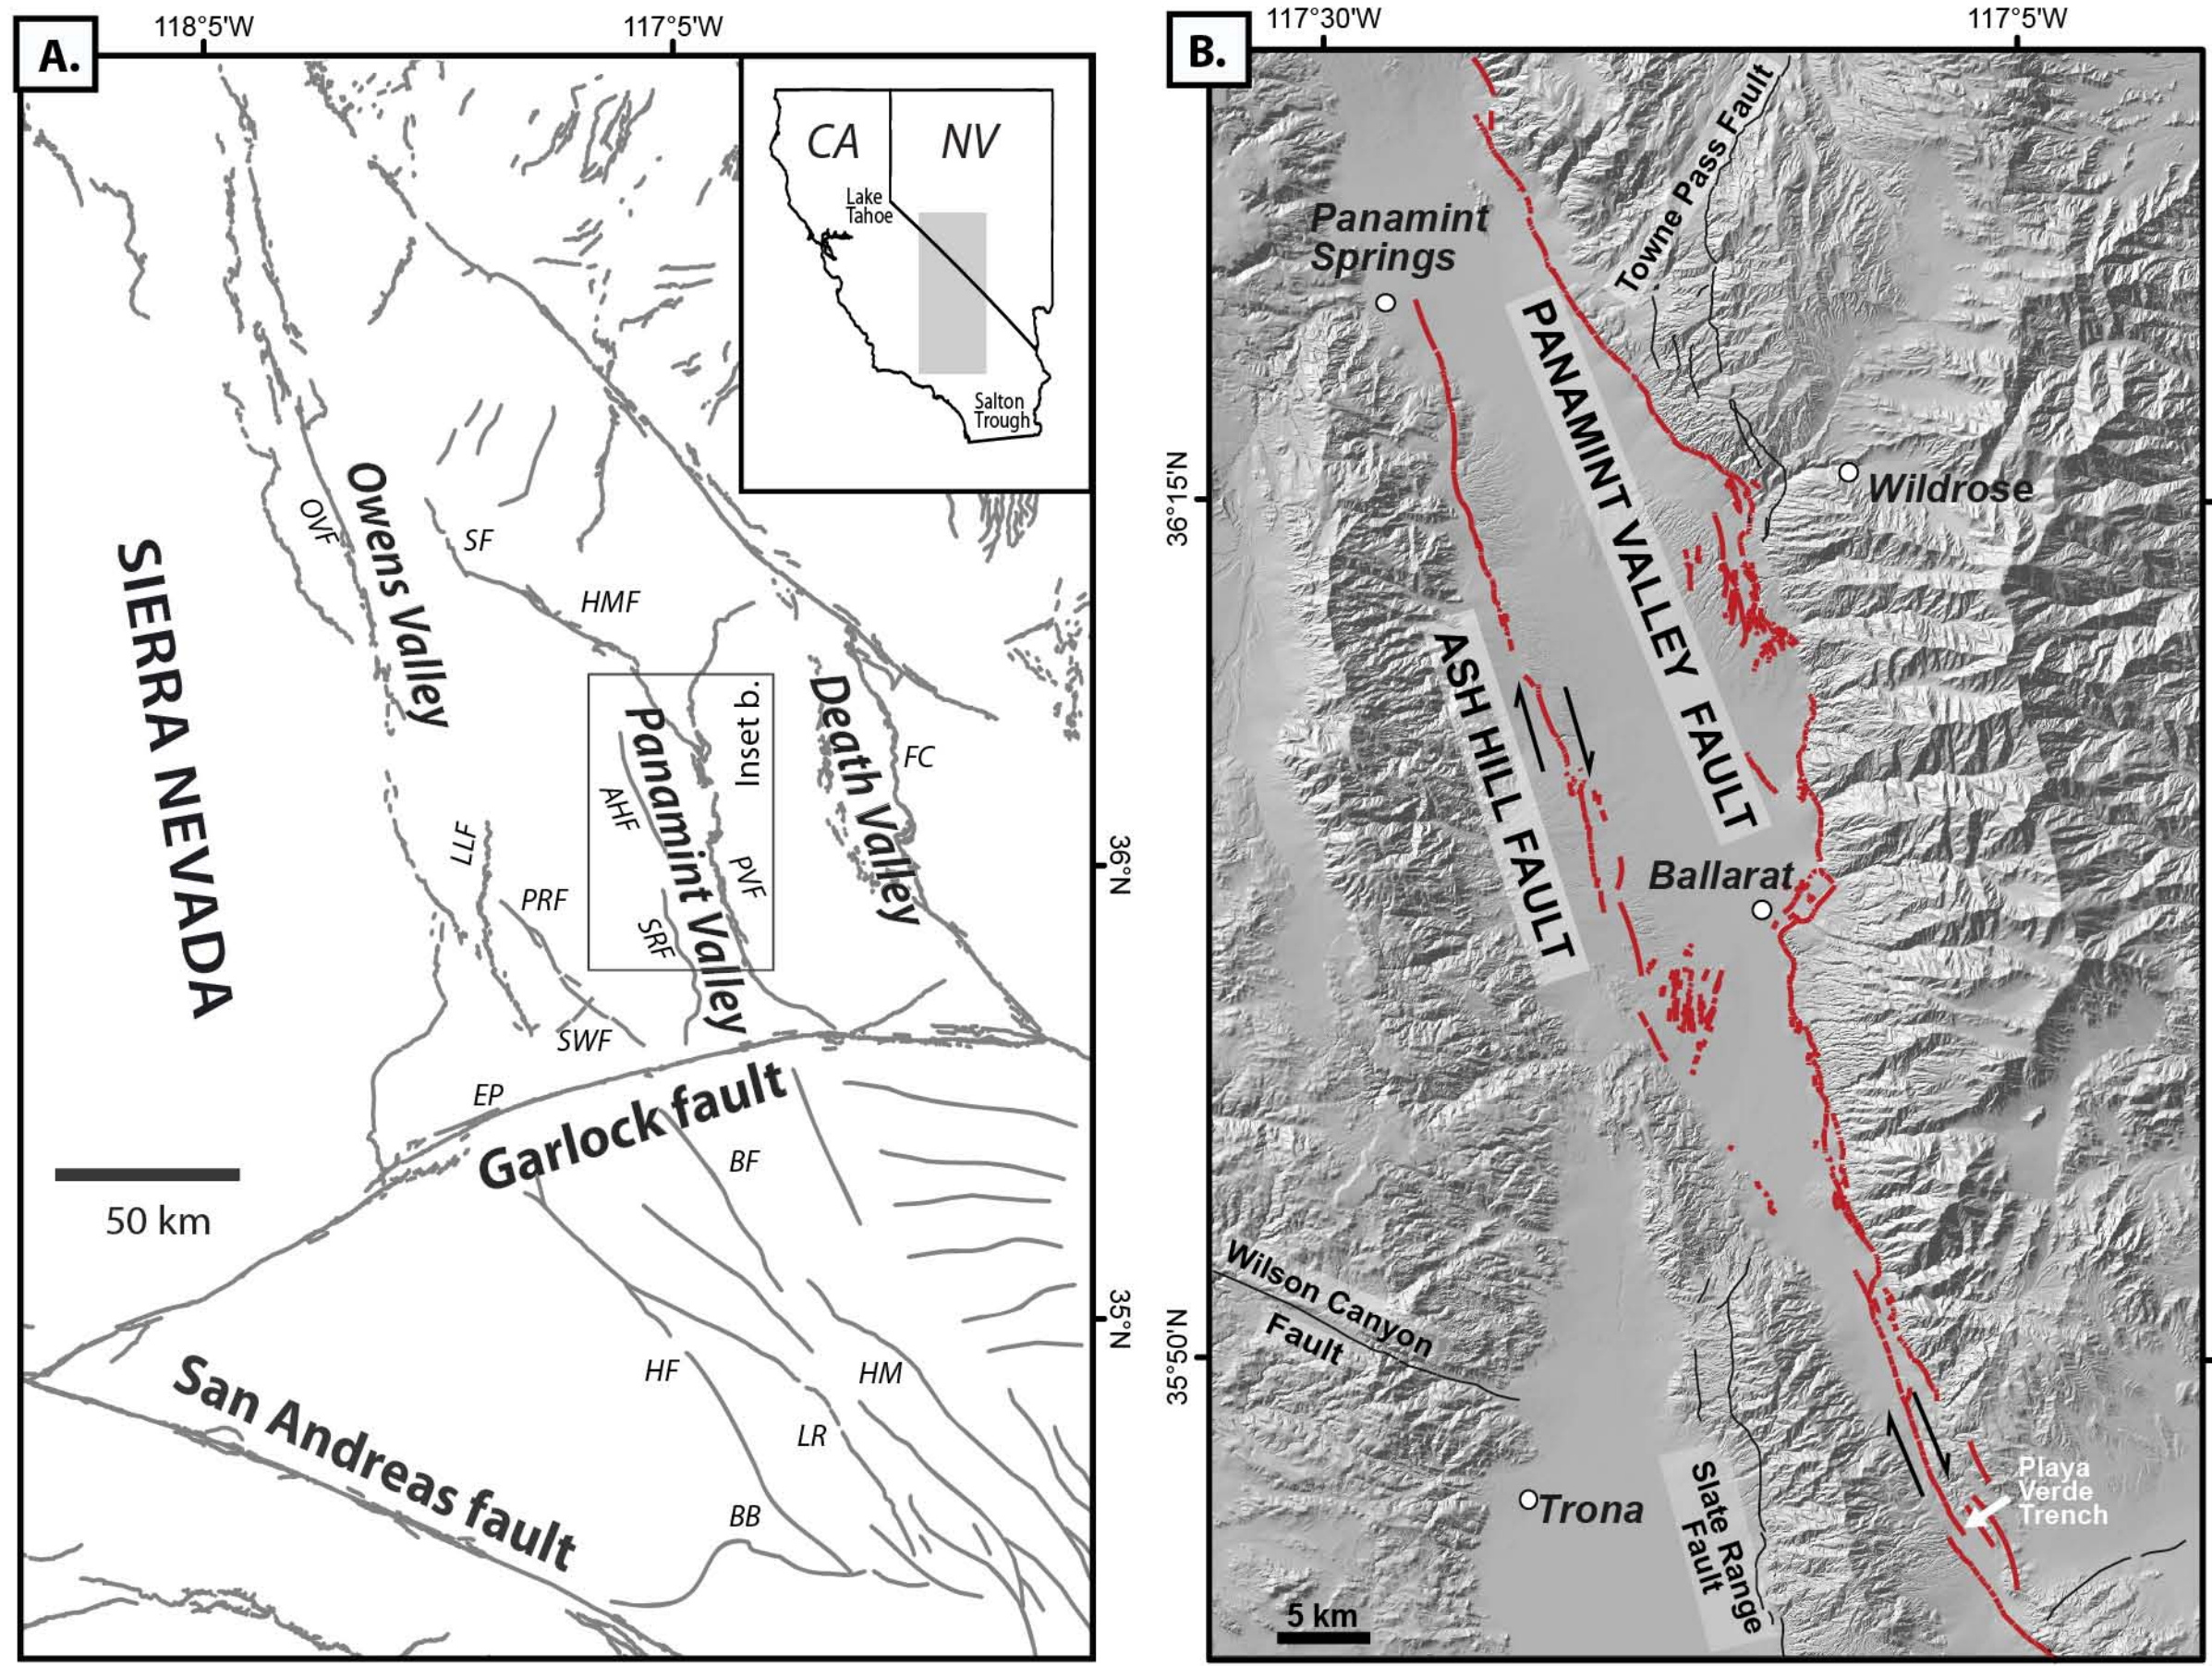 A.
118°5'W
117°5'W
CA
NV
Lake
Tahoe
Salton
Trough
OVF
Owens Valley
SF
HMF
SIERRA NEVADA
Inset b.
Panamint Valley
AHF
PVF
SRF
Death Valley
FC
36°N
LLF
PRF
SWF
EP
Garlock fault
50 km
BF
35°N
San Andreas fault
HF
HM
LR
BB
B.
117°30'W
117°5'W
Towne Pass Fault
Panamint
Springs
PANAMINT VALLEY FAULT
36°15'N
Wildrose
ASH HILL FAULT
Ballarat
Wilson Canyon
Fault
35°50'N
Trona
Slate Range
Fault
Playa
Verde
Trench
5 km